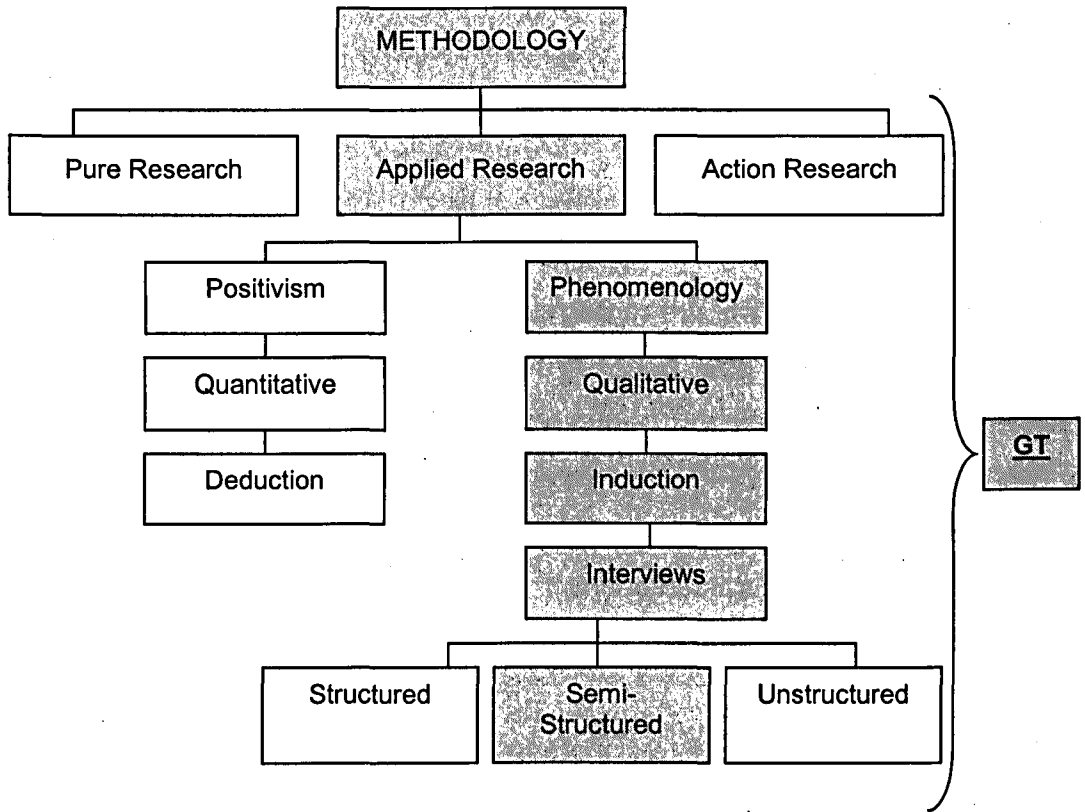 METHODOLOGY
Pure Research
Applied Research
Action Research
Positivism
Phenomenology
Quantitative
Qualitative
GT
Deduction
Induction
Interviews
Structured
Semi-
Structured
Unstructured